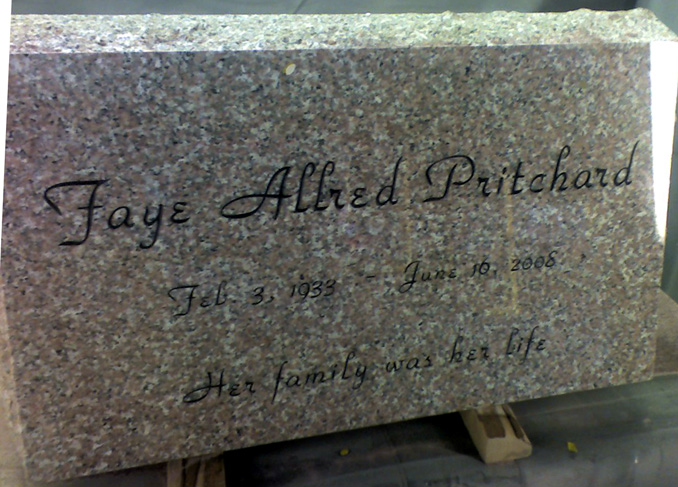 Faye Allred Pritchard
Feb. 3, 1933 - June 10, 2008
Her family was her life